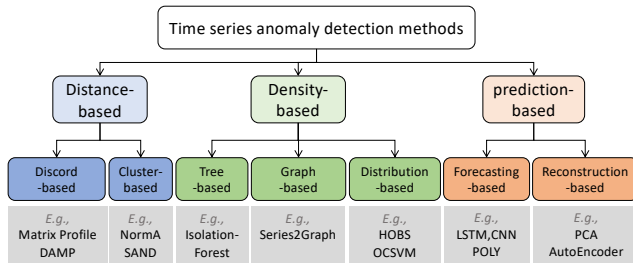 Time series anomaly detection methods
Distance-
based
Density-
based
prediction-
based
Discord
-based
Cluster-
based
Tree
-based
Graph
-based
Distribution
-based
Forecasting
-based
Reconstruction
-based
E.g.,
Matrix Profile
DAMP
E.g.,
NormA
SAND
E.g.,
Isolation-
Forest
E.g.,
Series2Graph
E.g.,
HOBS
OCSVM
E.g.,
LSTM,CNN
POLY
E.g.,
PCA
AutoEncoder